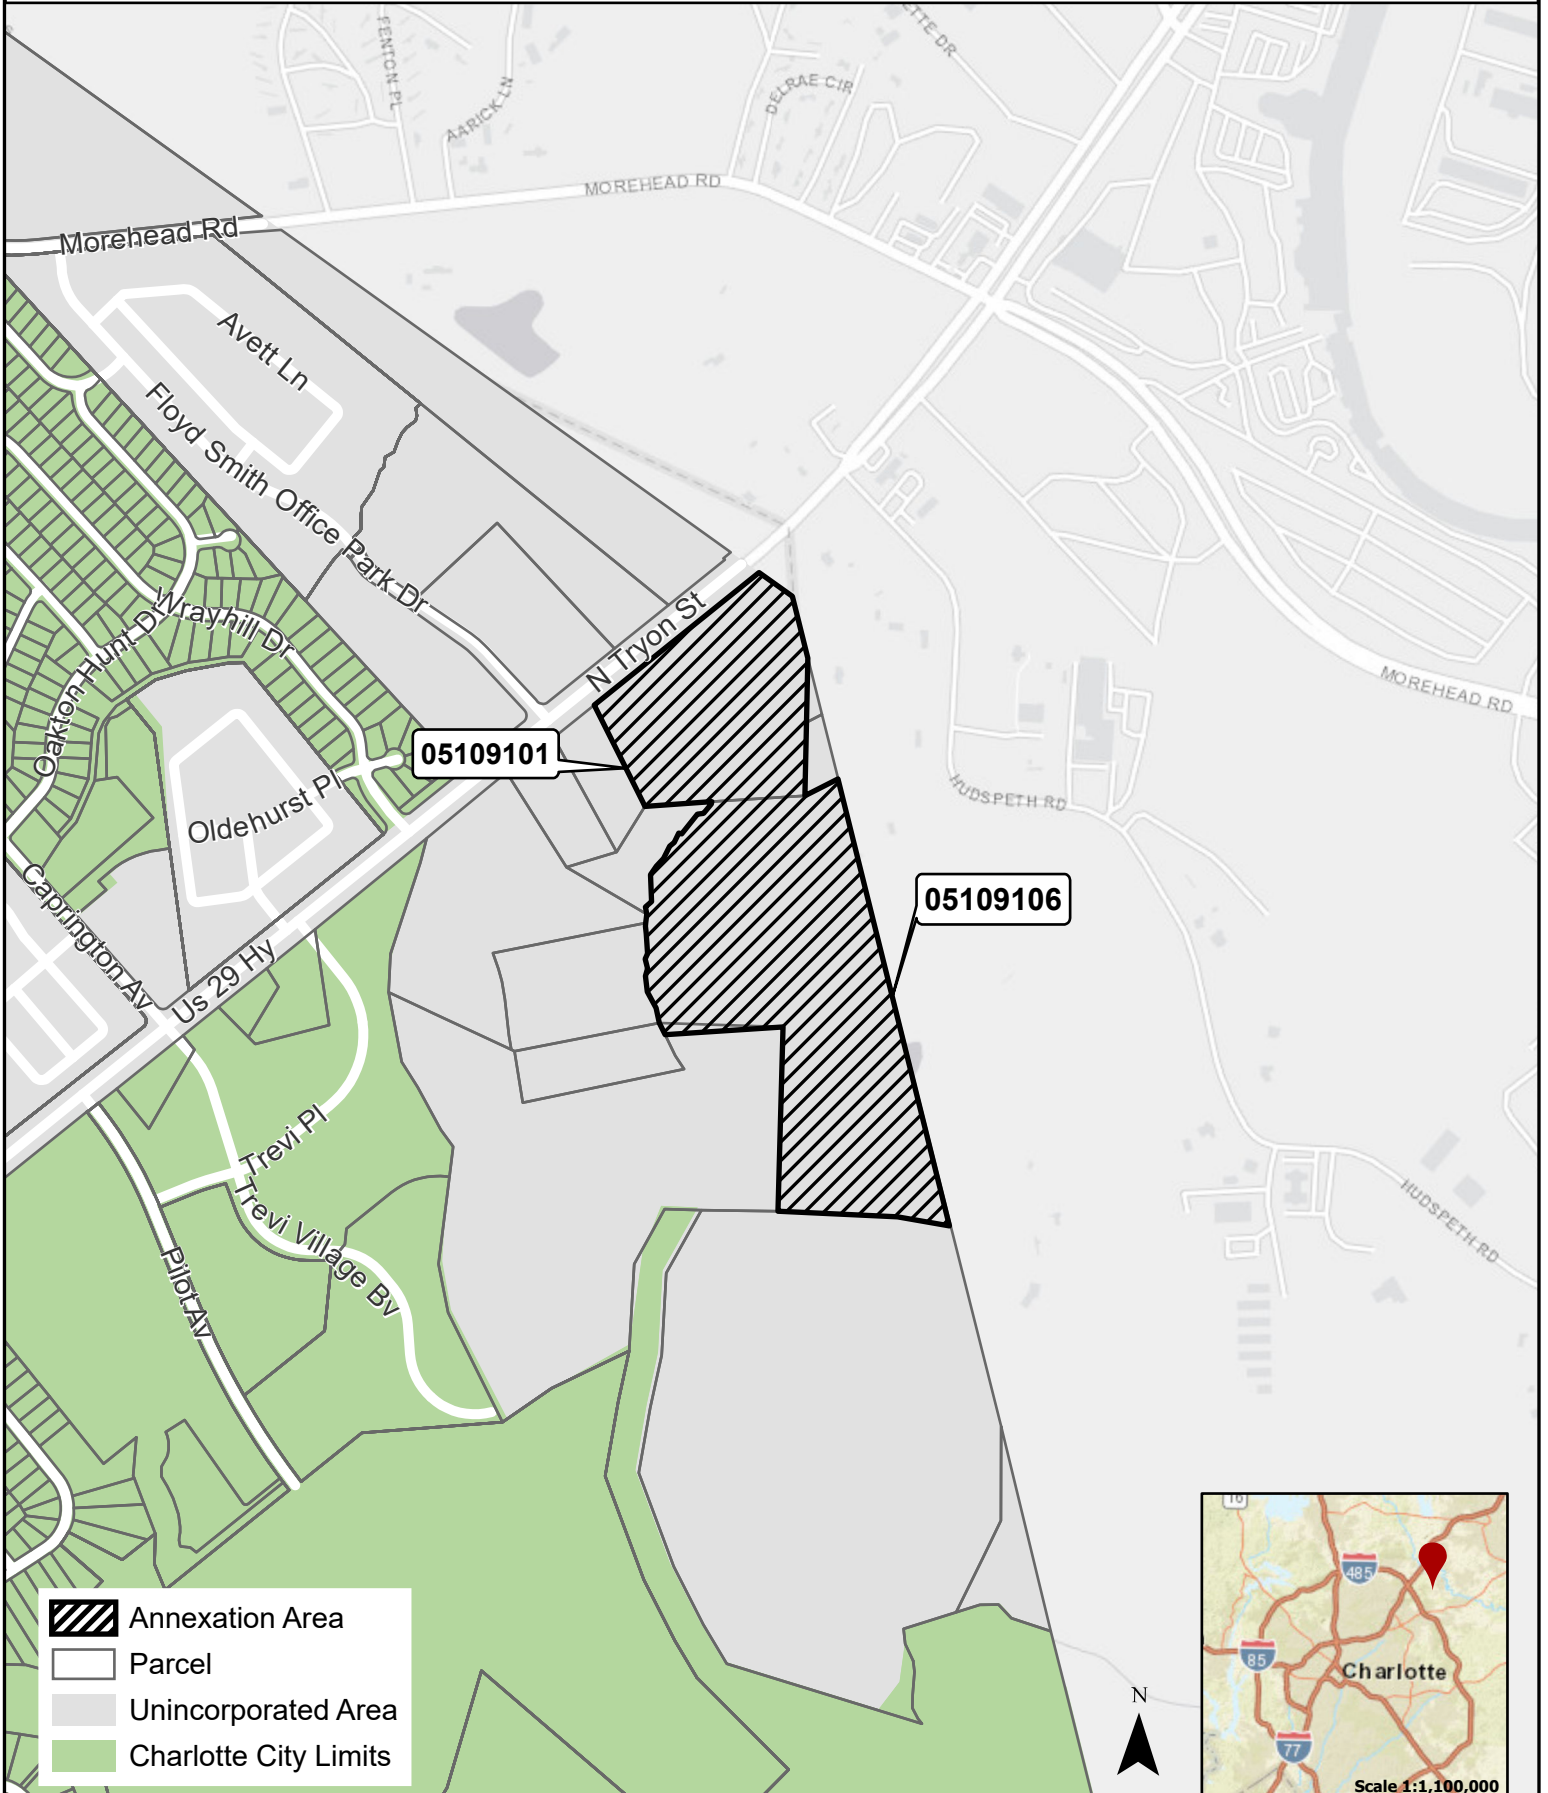 FENTON PL
AARICK LN
DELRAE CIR
ETTE DR
MOREHEAD RD
Morehead Rd
Avett Ln
Floyd Smith Office Park Dr
N Tryon St
Wrayhill Dr
Oakton Hunt Dr
MOREHEAD RD
05109101
Oldehurst Pl
HUDSPETH RD
05109106
Caprington Av
Us 29 Hy
Trevi Pl
Trevi Village Bv
Pilot Av
HUDSPETH RD
Annexation Area
Parcel
Unincorporated Area
Charlotte City Limits
N
16
485
85
Charlotte
77
Scale 1:1,100,000